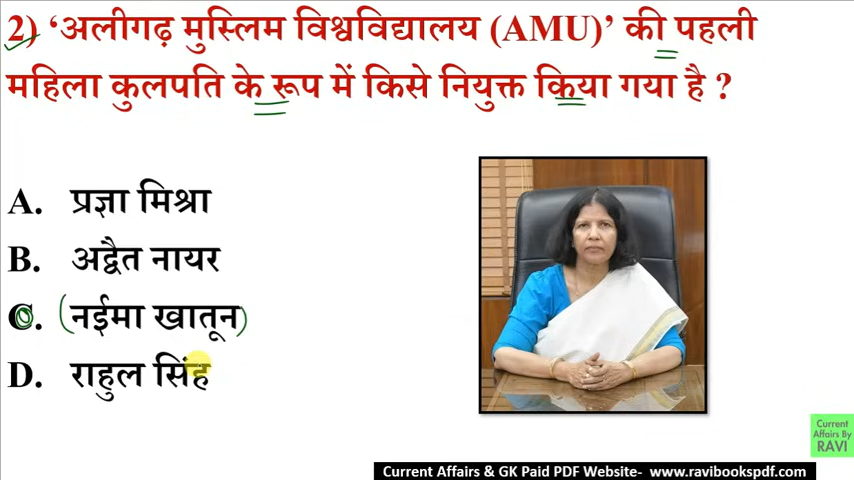 2) ‘अलीगढ़ मुस्लिम विश्वविद्यालय (AMU)’ की पहली
महिला कुलपति के रूप में किसे नियुक्त किया गया है ?
A. प्रज्ञा मिश्रा
B. अद्वैत नायर
C. (नईमा खातून)
D. राहुल सिंह
Current
Affairs By
RAVI
Current Affairs & GK Paid PDF Website- www.ravibookspdf.com